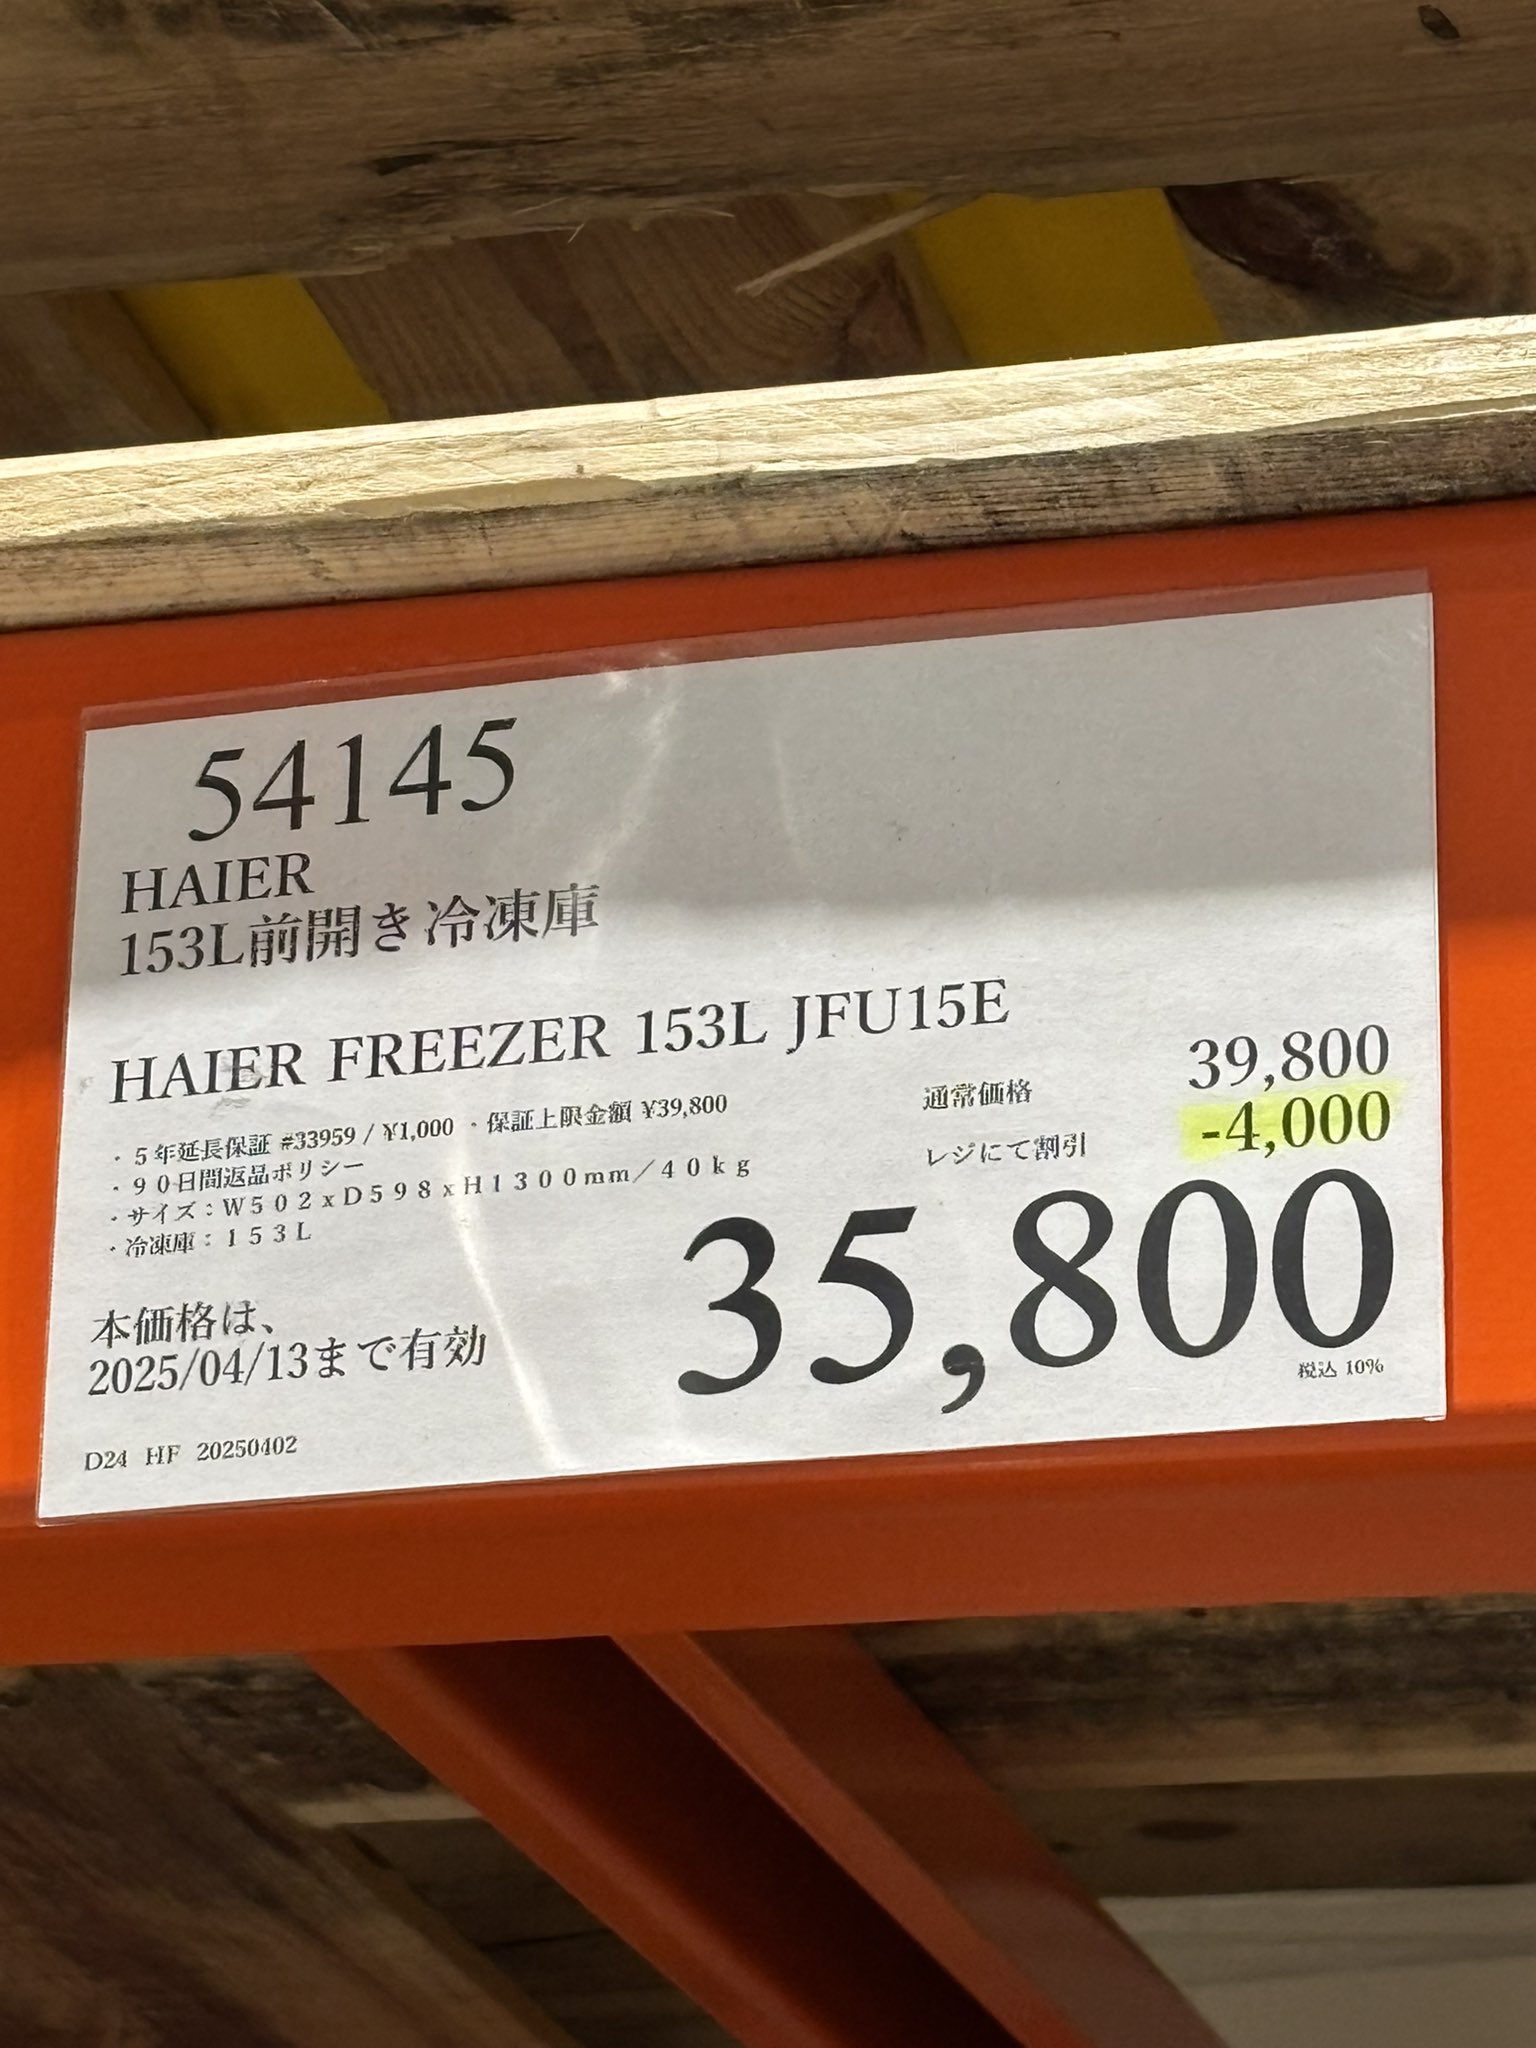 54145
HAIER
153L前開き冷凍庫
HAIER FREEZER 153L JFU15E
・５年延長保証 #33959 / ¥1,000 ・保証上限金額 ¥39,800
・９０日間返品ポリシー
・サイズ：Ｗ５０２ｘＤ５９８ｘＨ１３００mm／４０ｋｇ
・冷凍庫：１５３Ｌ
通常価格 39,800
レジにて割引 -4,000
35,800
税込 10%
本価格は、
2025/04/13まで有効
D24 HF 20250402